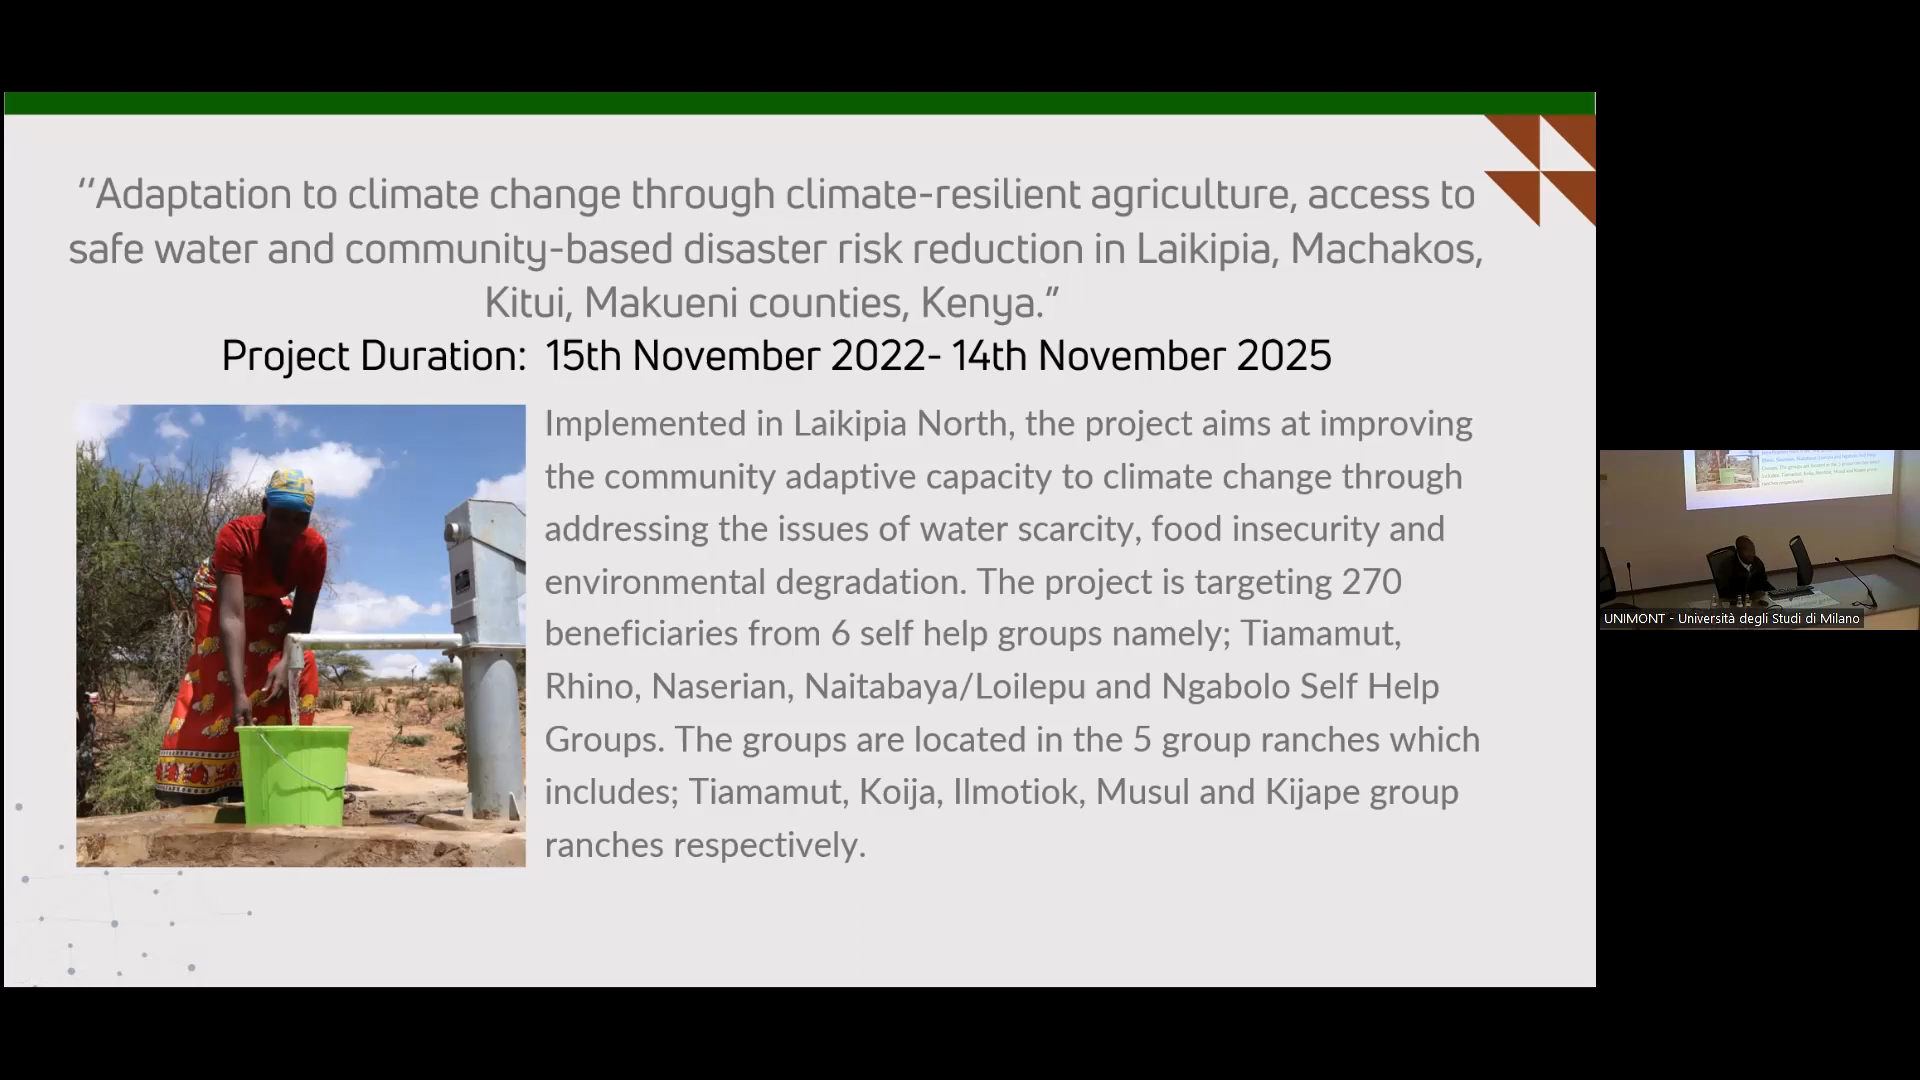 “Adaptation to climate change through climate-resilient agriculture, access to
safe water and community-based disaster risk reduction in Laikipia, Machakos,
Kitui, Makueni counties, Kenya.”
Project Duration: 15th November 2022- 14th November 2025
Implemented in Laikipia North, the project aims at improving
the community adaptive capacity to climate change through
addressing the issues of water scarcity, food insecurity and
environmental degradation. The project is targeting 270
beneficiaries from 6 self help groups namely; Tiamamut,
Rhino, Naserian, Naitabaya/Loilepu and Ngabolo Self Help
Groups. The groups are located in the 5 group ranches which
includes; Tiamamut, Koija, Ilmotiok, Musul and Kijape group
ranches respectively.
UNIMONT - Università degli Studi di Milano